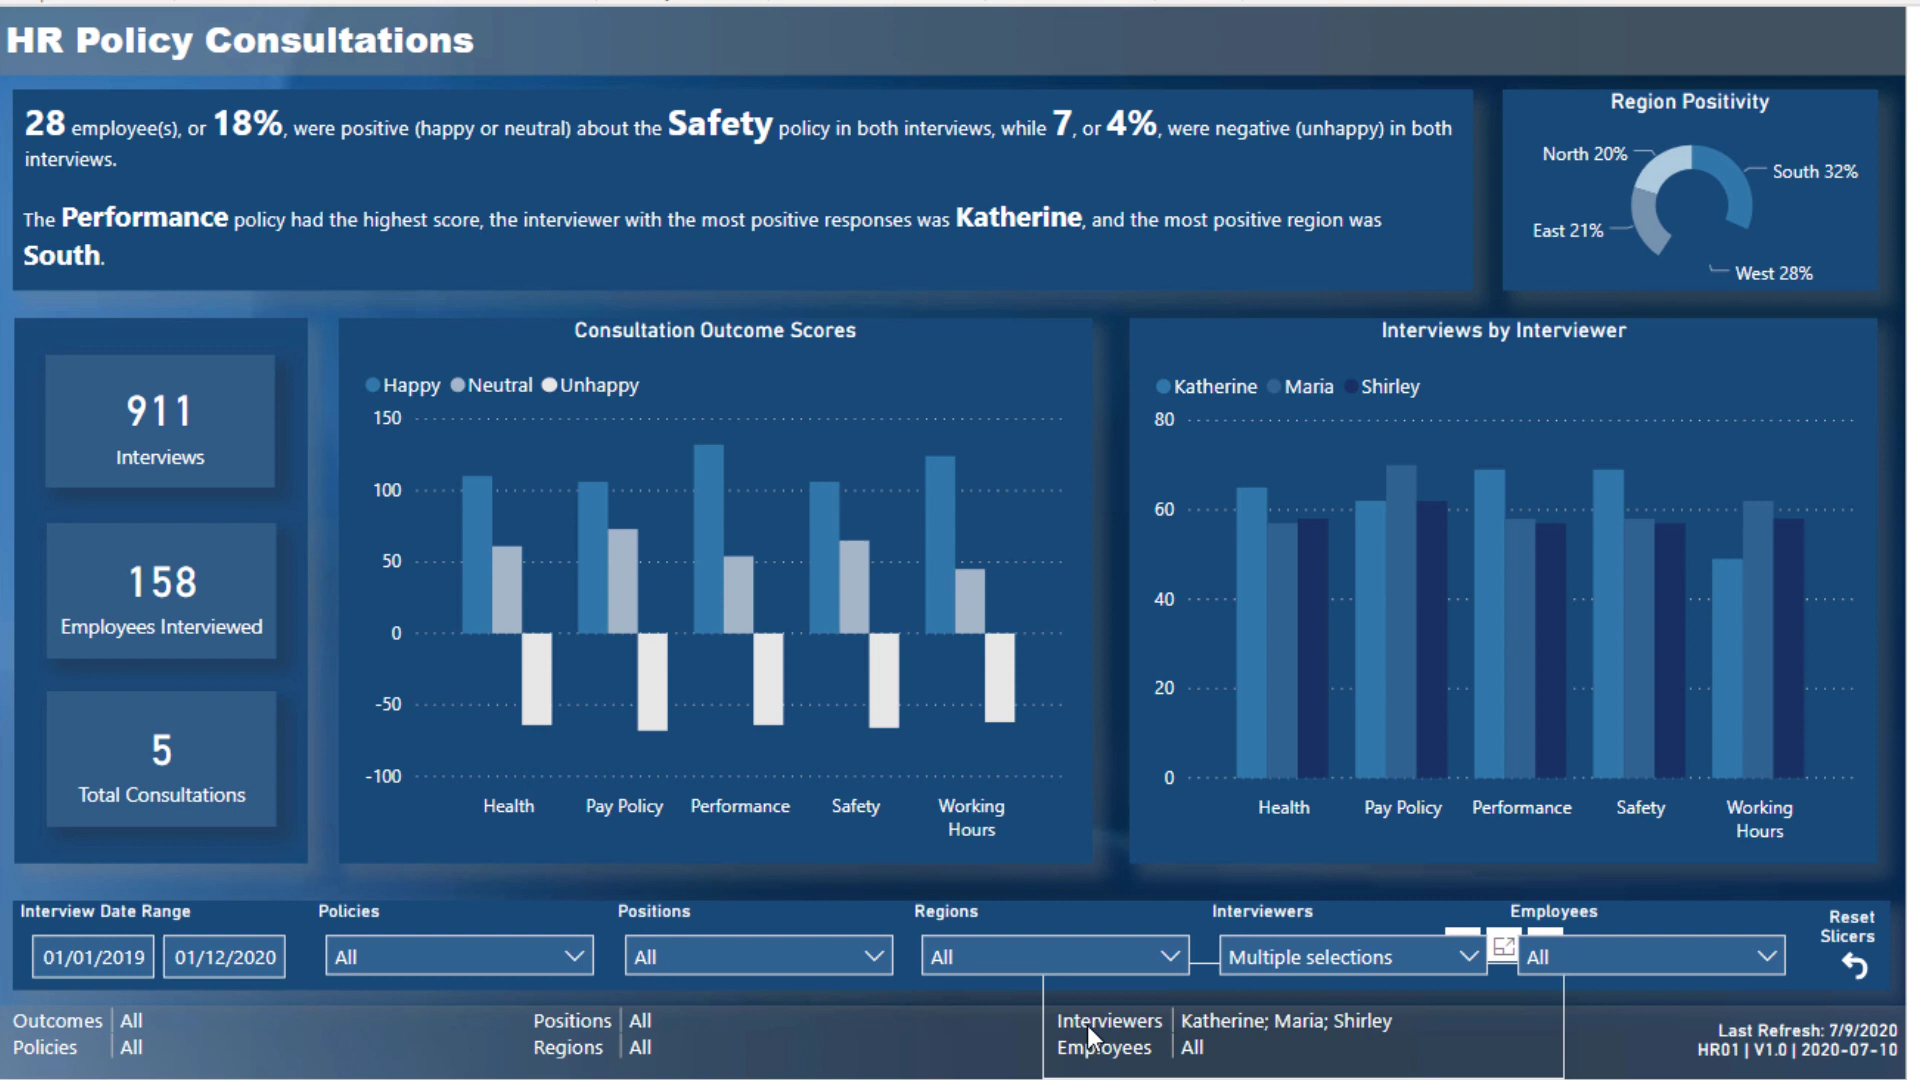 HR Policy Consultations
28 employee(s), or 18%, were positive (happy or neutral) about the Safety policy in both interviews, while 7, or 4%, were negative (unhappy) in both
interviews.
The Performance policy had the highest score, the interviewer with the most positive responses was Katherine, and the most positive region was
South.
Region Positivity
North 20%
South 32%
East 21%
West 28%
911
Interviews
158
Employees Interviewed
5
Total Consultations
Consultation Outcome Scores
Happy Neutral Unhappy
150
100
50
0
-50
-100
Health Pay Policy Performance Safety Working
Hours
Interviews by Interviewer
Katherine Maria Shirley
80
60
40
20
0
Health Pay Policy Performance Safety Working
Hours
Interview Date Range Policies Positions Regions Interviewers Employees
01/01/2019 01/12/2020 All All All Multiple selections All
Reset
Slicers
Outcomes All
Policies All
Positions All
Regions All
Interviewers Katherine; Maria; Shirley
Employees All
Last Refresh: 7/9/2020
HR01 | V1.0 | 2020-07-10